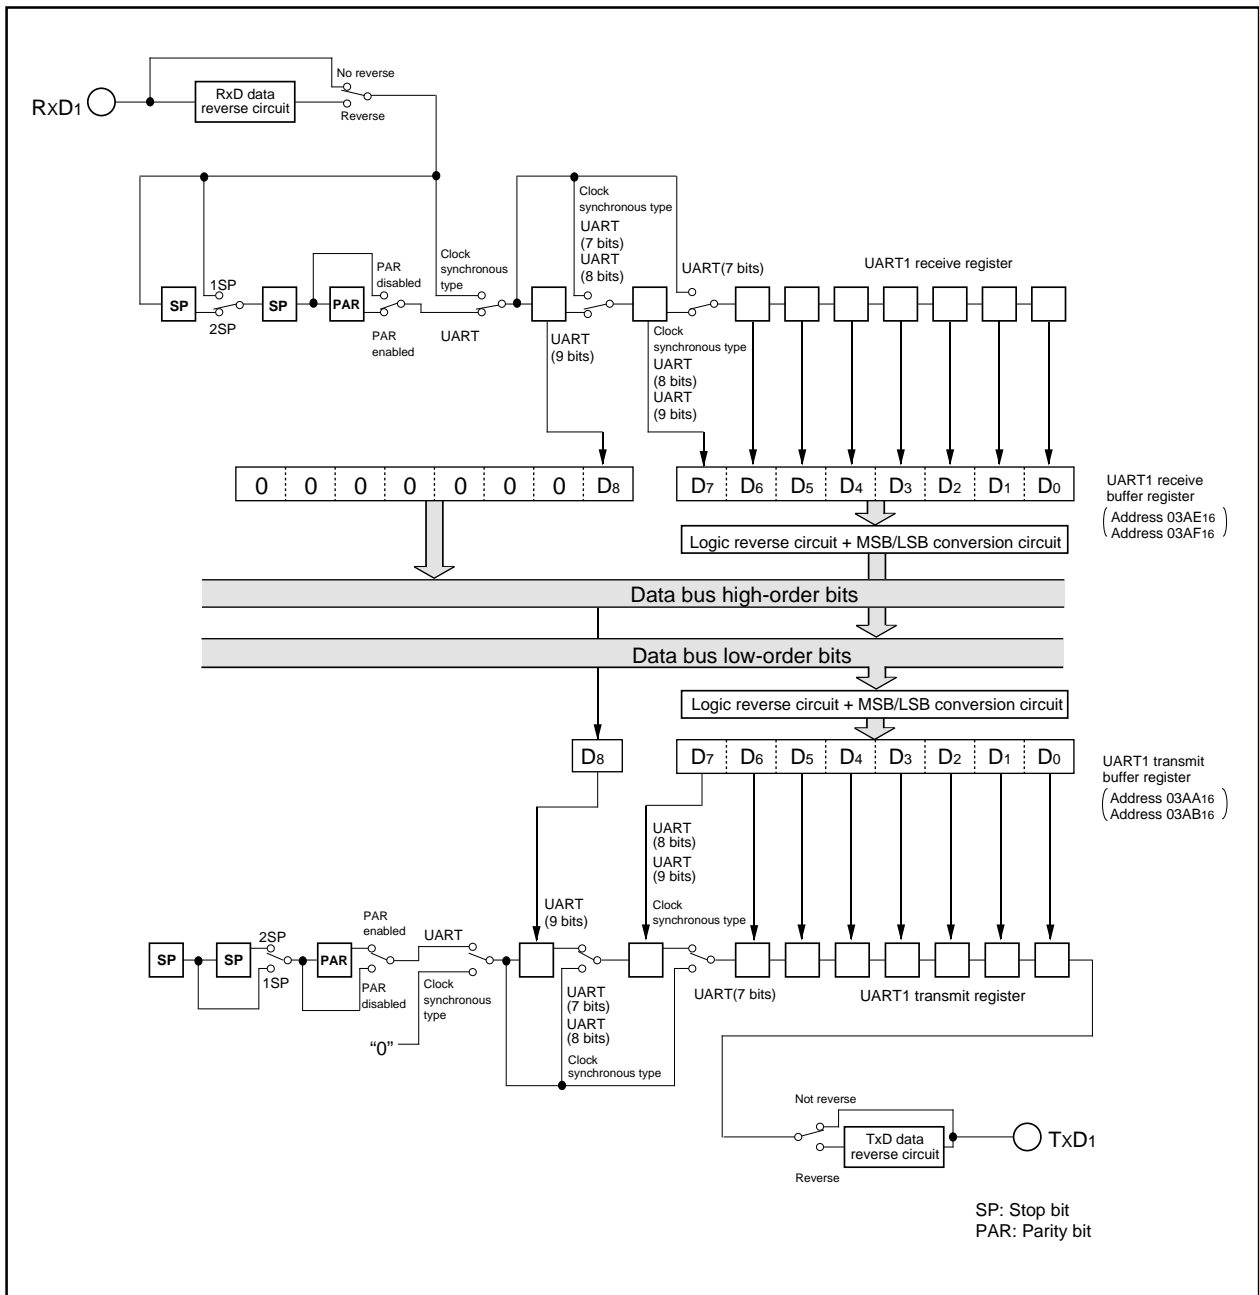 No reverse
RxD data
reverse circuit
RXD1
Reverse
Clock
synchronous type
UART
(7 bits)
UART
(8 bits)
PAR
disabled
Clock
synchronous
type
UART(7 bits)
UART1 receive register
1SP
SP
SP
PAR
2SP
PAR
enabled
UART
UART
(9 bits)
Clock
synchronous type
UART
(8 bits)
UART
(9 bits)
0 0 0 0 0 0 0 D8
D7 D6 D5 D4 D3 D2 D1 D0
UART1 receive
buffer register
Address 03AE16
Address 03AF16
Logic reverse circuit + MSB/LSB conversion circuit
Data bus high-order bits
Data bus low-order bits
Logic reverse circuit + MSB/LSB conversion circuit
D8
D7 D6 D5 D4 D3 D2 D1 D0
UART1 transmit
buffer register
Address 03AA16
Address 03AB16
UART
(8 bits)
UART
(9 bits)
Clock
synchronous type
UART
(9 bits)
PAR
enabled
2SP
UART
SP
SP
PAR
1SP
PAR
disabled
Clock
synchronous
type
“0”
UART
(7 bits)
UART
(8 bits)
Clock
synchronous type
UART(7 bits)
UART1 transmit register
Not reverse
TxD data
reverse circuit
TXD1
Reverse
SP: Stop bit
PAR: Parity bit